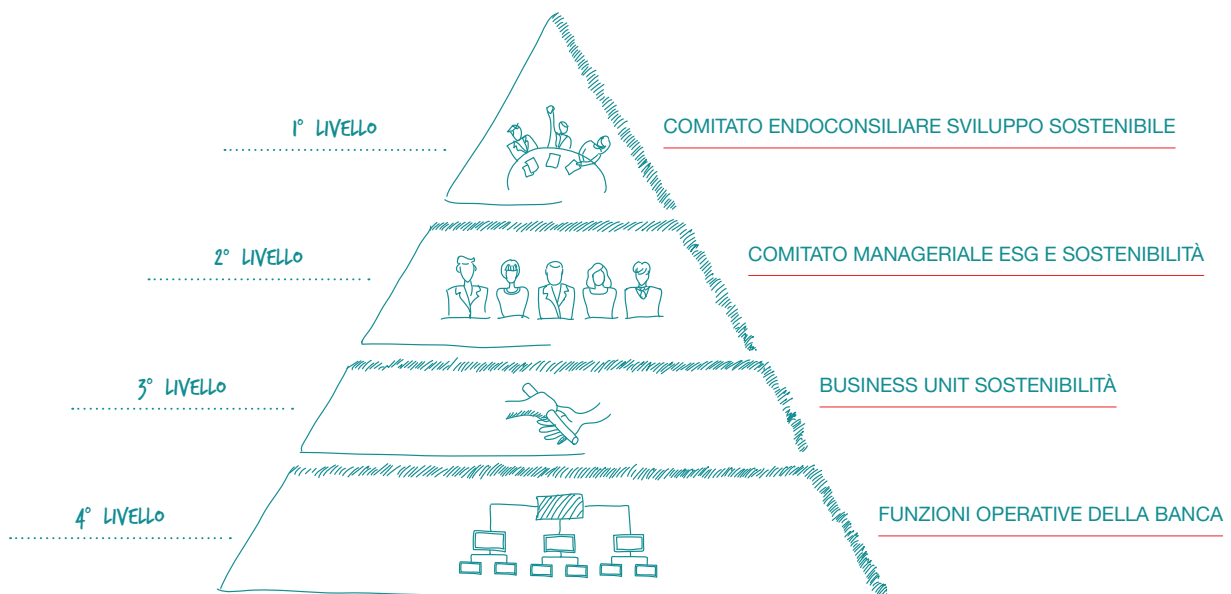 1° LIVELLO
COMITATO ENDOCONSILIARE SVILUPPO SOSTENIBILE
2° LIVELLO
COMITATO MANAGERIALE ESG E SOSTENIBILITÀ
3° LIVELLO
BUSINESS UNIT SOSTENIBILITÀ
4° LIVELLO
FUNZIONI OPERATIVE DELLA BANCA